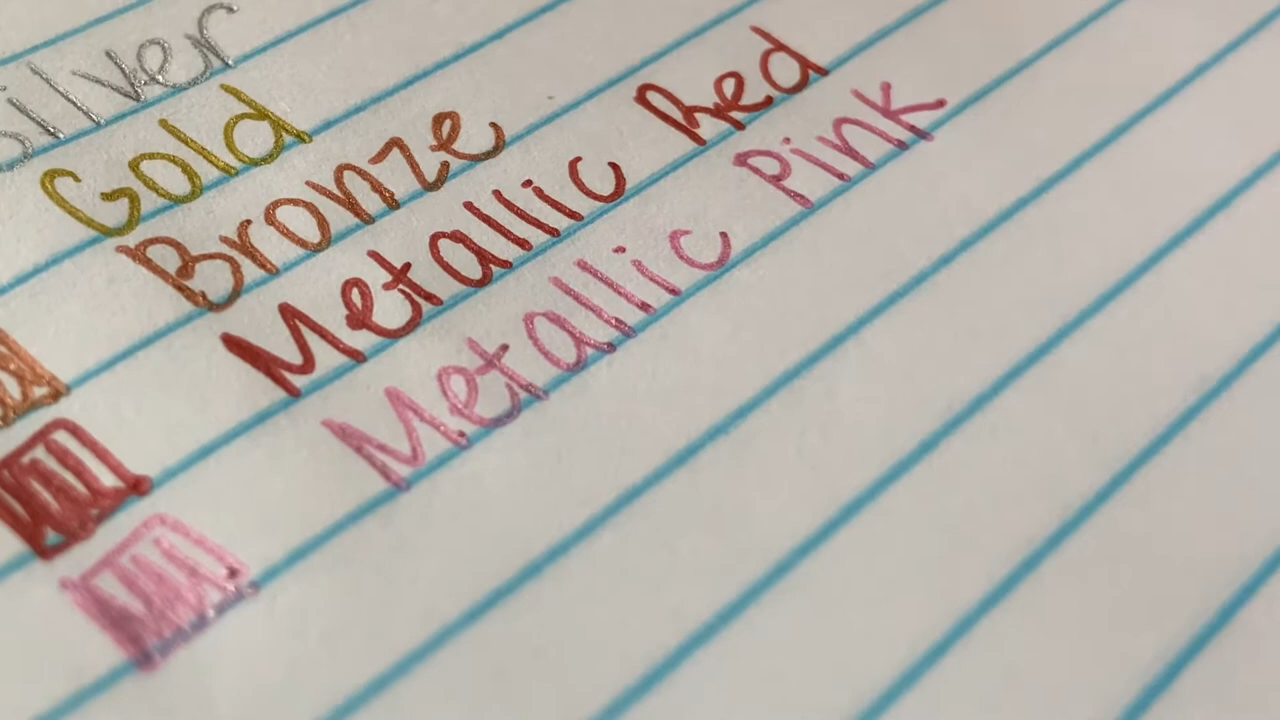 Silver
Gold
Bronze
Metallic Red
Metallic Pink